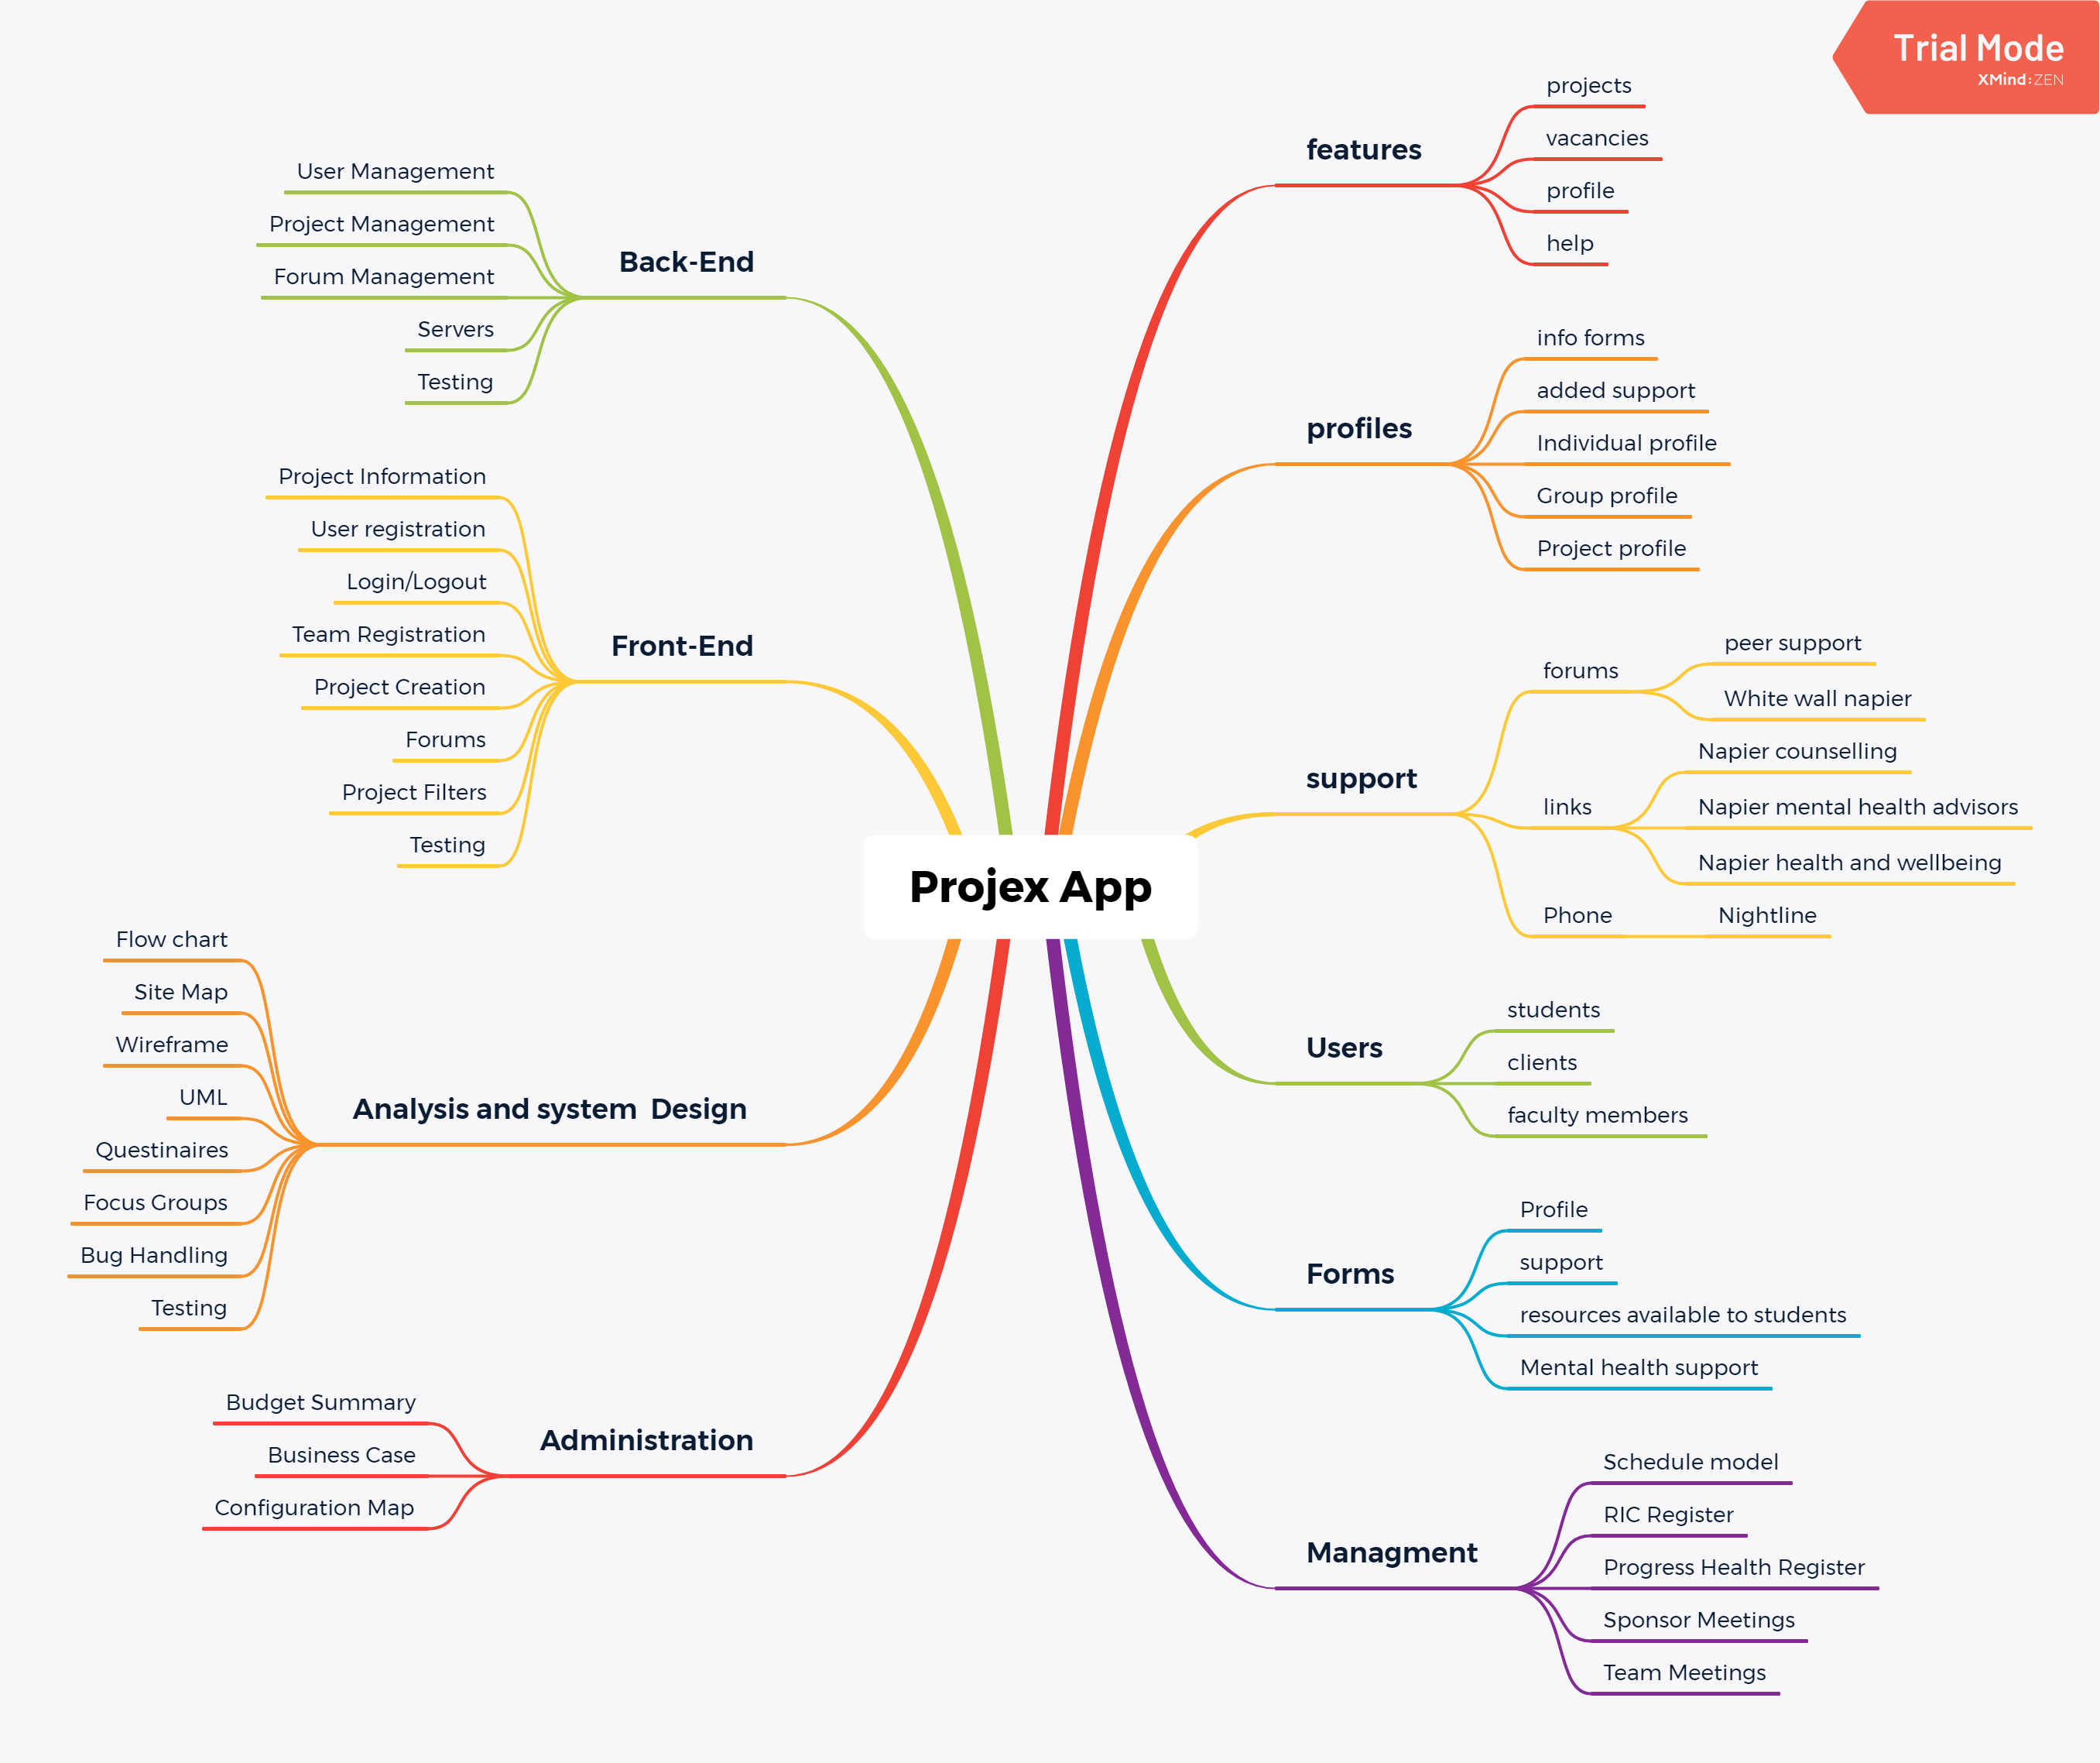 Trial Mode
XMind:ZEN
Projex App
features
projects
vacancies
profile
help
profiles
info forms
added support
Individual profile
Group profile
Project profile
support
forums
peer support
White wall napier
links
Napier counselling
Napier mental health advisors
Napier health and wellbeing
Phone
Nightline
Users
students
clients
faculty members
Forms
Profile
support
resources available to students
Mental health support
Managment
Schedule model
RIC Register
Progress Health Register
Sponsor Meetings
Team Meetings
Back-End
User Management
Project Management
Forum Management
Servers
Testing
Front-End
Project Information
User registration
Login/Logout
Team Registration
Project Creation
Forums
Project Filters
Testing
Analysis and system  Design
Flow chart
Site Map
Wireframe
UML
Questinaires
Focus Groups
Bug Handling
Testing
Administration
Budget Summary
Business Case
Configuration Map